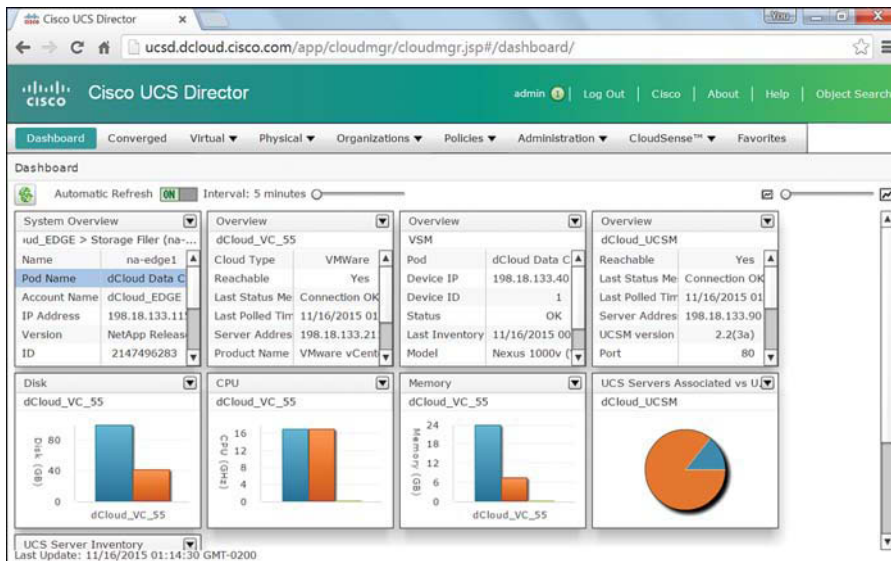 Cisco UCS Director
You
ucsd.dcloud.cisco.com/app/cloudmgr/cloudmgr.jsp#/dashboard/
CISCO
Cisco UCS Director
admin 1 | Log Out | Cisco | About | Help | Object Search
Dashboard Converged Virtual Physical Organizations Policies Administration CloudSense™ Favorites
Dashboard
Automatic Refresh ON Interval: 5 minutes
System Overview
ud_EDGE > Storage Filer (na-...
Name na-edge1
Pod Name dCloud Data C
Account Name dCloud_EDGE
IP Address 198.18.133.115
Version NetApp Releas
ID 2147496283
Overview
dCloud_VC_55
Cloud Type VMWare
Reachable Yes
Last Status Me Connection OK
Last Polled Tim 11/16/2015 01
Server Addres 198.18.133.21
Product Name VMware vCent
Overview
VSM
Pod dCloud Data C
Device IP 198.18.133.40
Device ID 1
Status OK
Last Inventory 11/16/2015 00
Model Nexus 1000v (
Overview
dCloud_UCSM
Reachable Yes
Last Status Me Connection OK
Last Polled Tim 11/16/2015 01
Server Addres 198.18.133.90
UCSM version 2.2(3a)
Port 80
Disk
dCloud_VC_55
Disk (GB)
80
40
0
dCloud_VC_55
CPU
dCloud_VC_55
CPU (GHz)
16
12
8
4
0
dCloud_VC_55
Memory
dCloud_VC_55
Memory (GB)
24
18
12
6
0
dCloud_VC_55
UCS Servers Associated vs U
dCloud_UCSM
UCS Server Inventory
Last Update: 11/16/2015 01:14:30 GMT-0200